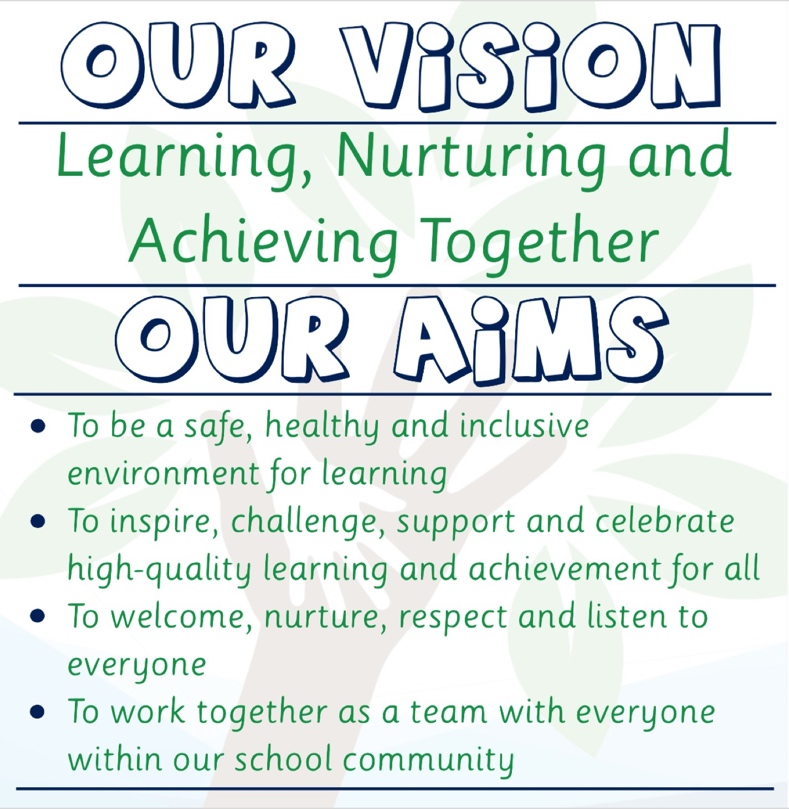 OUR ViSiON
Learning, Nurturing and
Achieving Together
OUR AiMS
• To be a safe, healthy and inclusive
environment for learning
• To inspire, challenge, support and celebrate
high-quality learning and achievement for all
• To welcome, nurture, respect and listen to
everyone
• To work together as a team with everyone
within our school community